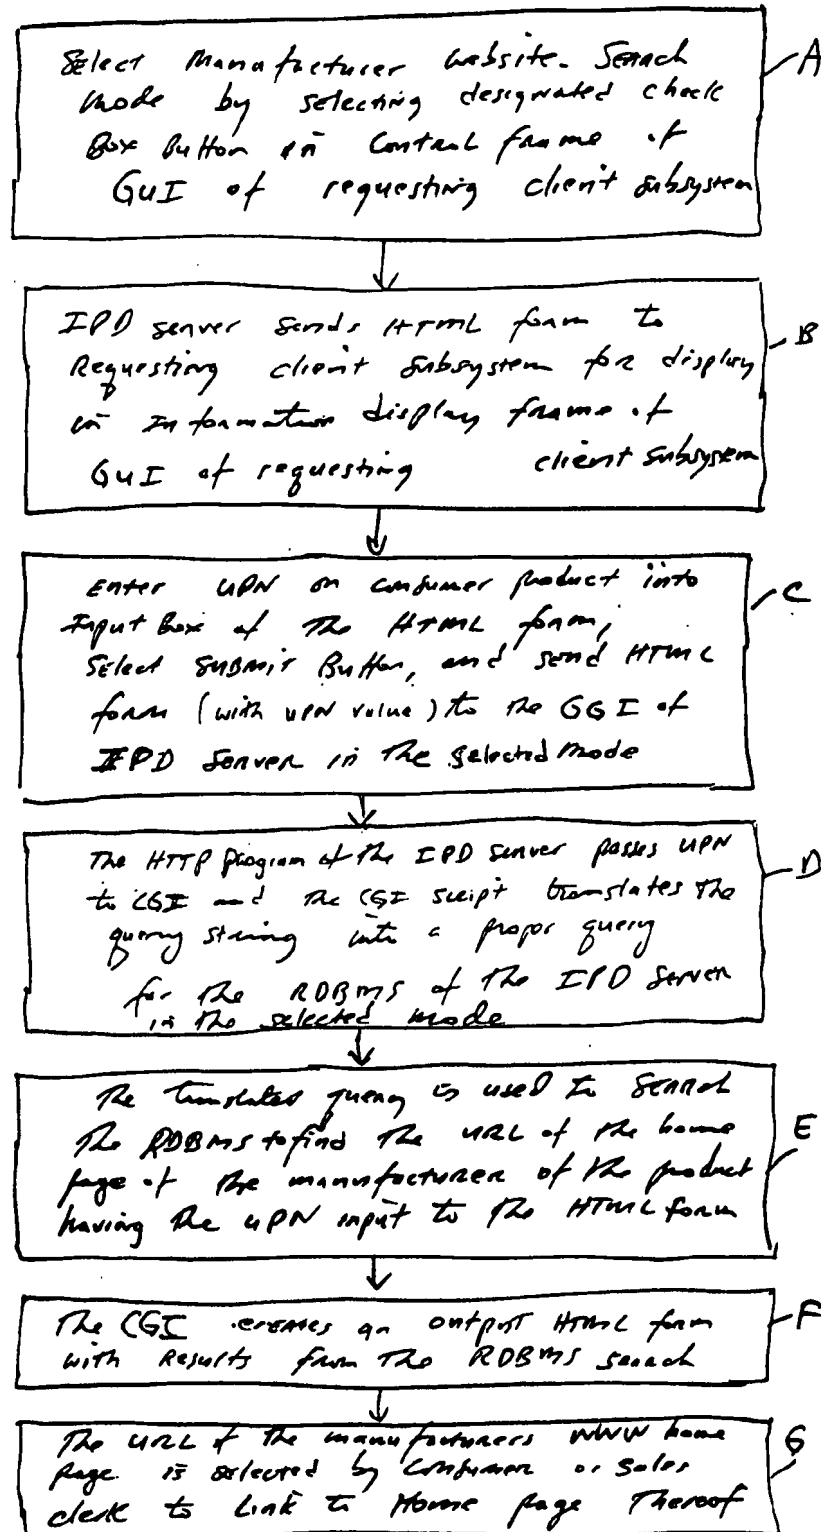 Select Manufacturer Website-Search
Mode by selecting designated check
Box Button in Control frame of
GUI of requesting client subsystem
A
IPD server sends HTML form to
Requesting client subsystem for display
in Information display frame of
GUI of requesting client subsystem
B
Enter UPN on consumer product into
Input Box of The HTML form,
Select SUBMIT Button, and send HTML
form (with UPN value) to the GGI of
IPD Server in The selected Mode
C
The HTTP program of the IPD server passes UPN
to CGI and the CGI script translates the
query string into a proper query
for the RDBMS of the IPD Server
in the selected mode
D
The translated query is used to Search
The RDBMS to find the URL of the home
page of the manufacturer of the product
having the UPN input to the HTML form
E
The CGI creates an output HTML form
with Results from The RDBMS search
F
The URL of the manufacturers WWW home
Page is selected by Consumer or Sales
clerk to Link to Home page Thereof
G